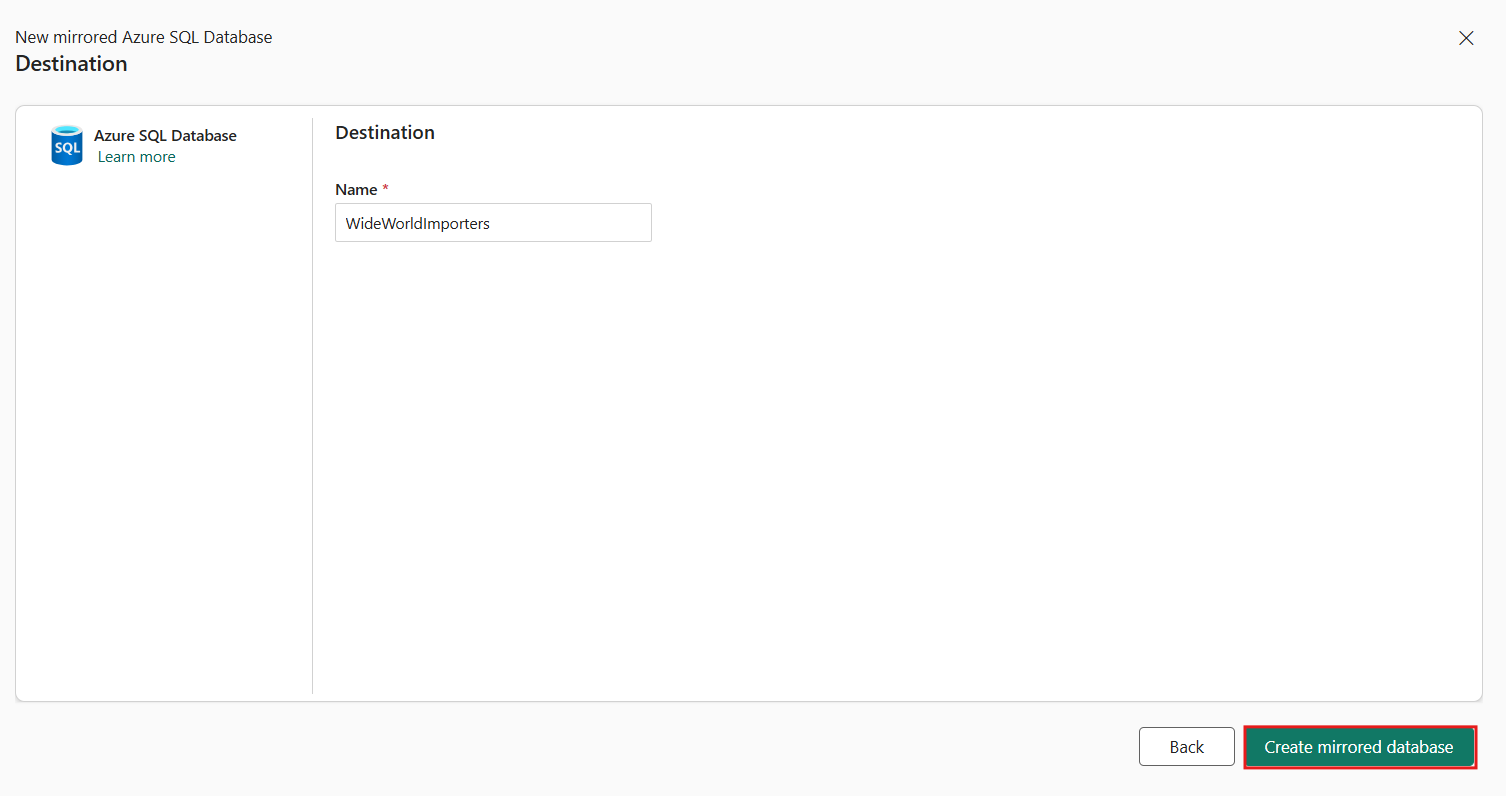 New mirrored Azure SQL Database
Destination
SQL
Azure SQL Database
Learn more
Destination
Name *
WideWorldImporters
Back
Create mirrored database